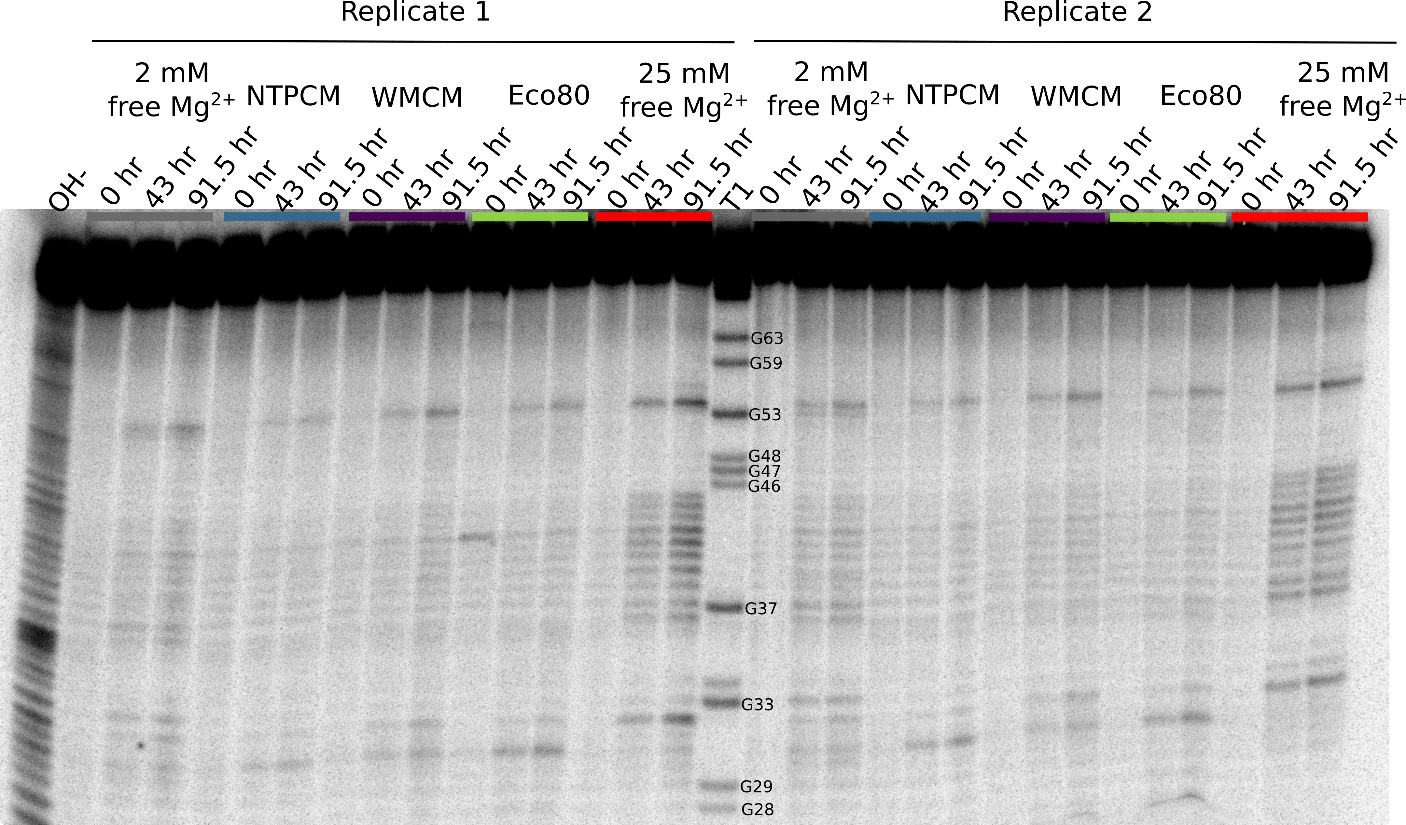 Replicate 1 Replicate 2
2 mM free Mg²⁺ NTPCM WMCM Eco80 25 mM free Mg²⁺ 2 mM free Mg²⁺ NTPCM WMCM Eco80 25 mM free Mg²⁺
OH- 0 hr 43 hr 91.5 hr 0 hr 43 hr 91.5 hr 0 hr 43 hr 91.5 hr 0 hr 43 hr 91.5 hr 0 hr 43 hr 91.5 hr T1 0 hr 43 hr 91.5 hr 0 hr 43 hr 91.5 hr 0 hr 43 hr 91.5 hr 0 hr 43 hr 91.5 hr 0 hr 43 hr 91.5 hr
G63
G59
G53
G48
G47
G46
G37
G33
G29
G28